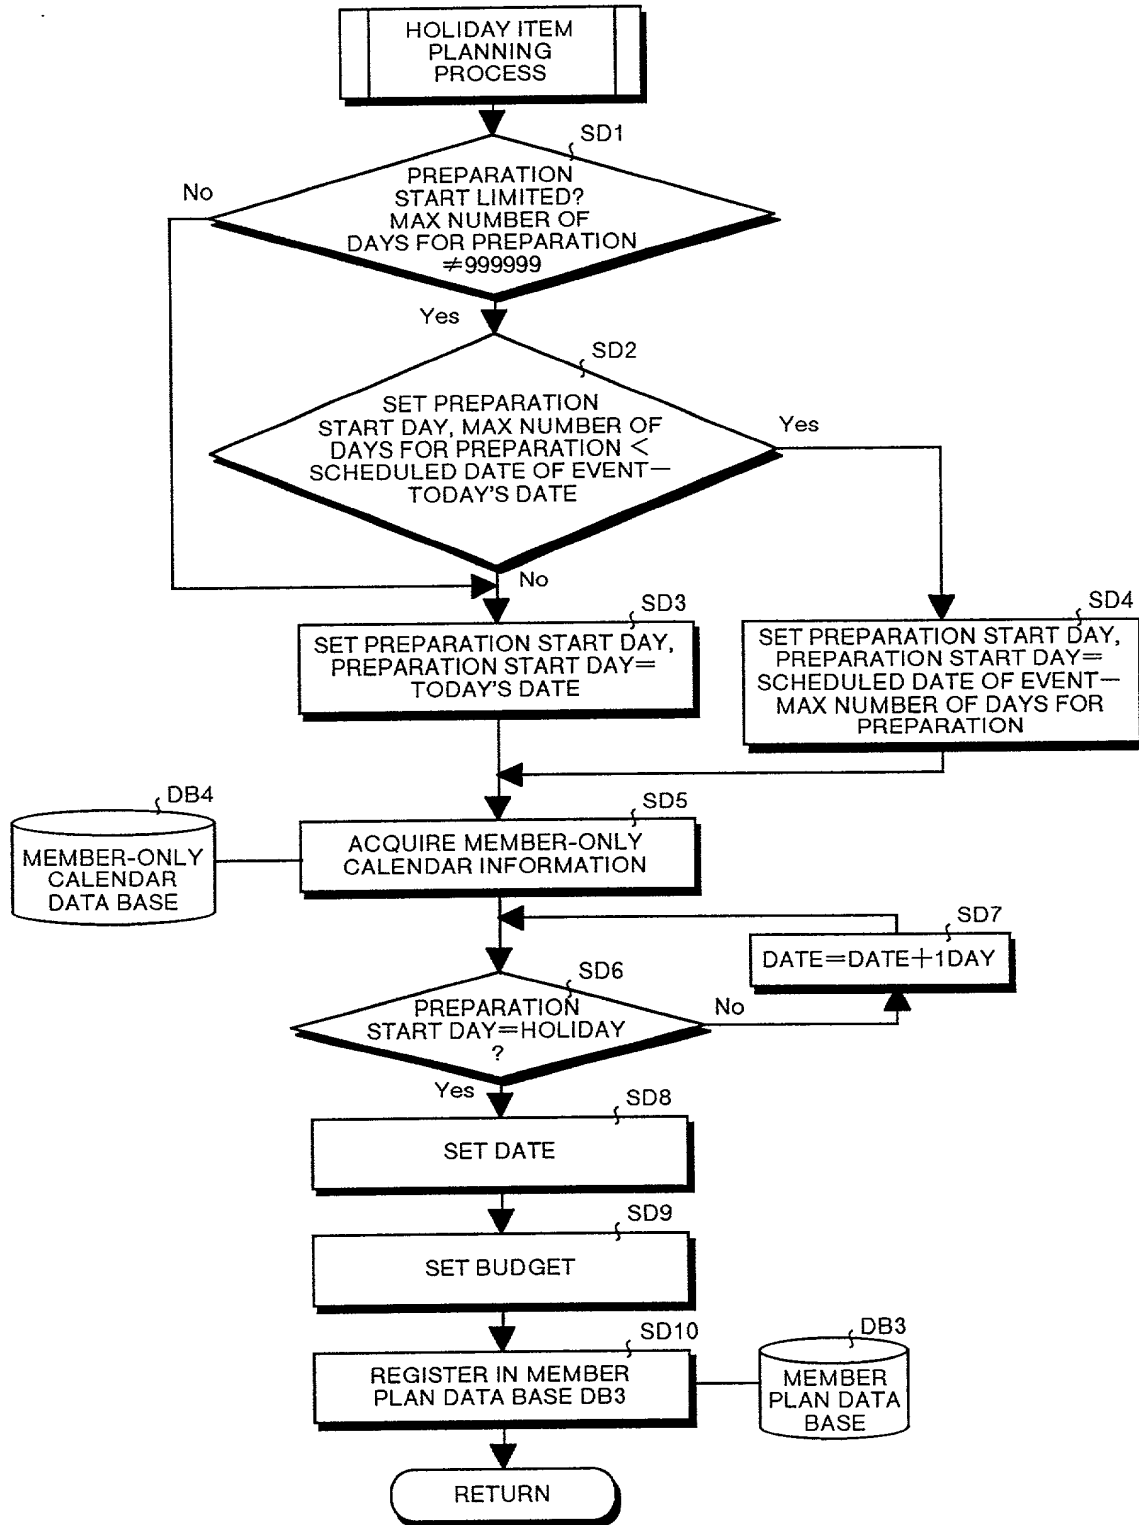 HOLIDAY ITEM
PLANNING
PROCESS
SD1
PREPARATION
START LIMITED?
MAX NUMBER OF
DAYS FOR PREPARATION
≠999999
No
Yes
SD2
SET PREPARATION
START DAY, MAX NUMBER OF
DAYS FOR PREPARATION <
SCHEDULED DATE OF EVENT—
TODAY'S DATE
Yes
No
SD3
SET PREPARATION START DAY,
PREPARATION START DAY=
TODAY'S DATE
SD4
SET PREPARATION START DAY,
PREPARATION START DAY=
SCHEDULED DATE OF EVENT—
MAX NUMBER OF DAYS FOR
PREPARATION
DB4
MEMBER-ONLY
CALENDAR
DATA BASE
SD5
ACQUIRE MEMBER-ONLY
CALENDAR INFORMATION
SD7
DATE=DATE+1DAY
SD6
PREPARATION
START DAY=HOLIDAY
?
No
Yes
SD8
SET DATE
SD9
SET BUDGET
SD10
REGISTER IN MEMBER
PLAN DATA BASE DB3
DB3
MEMBER
PLAN DATA
BASE
RETURN